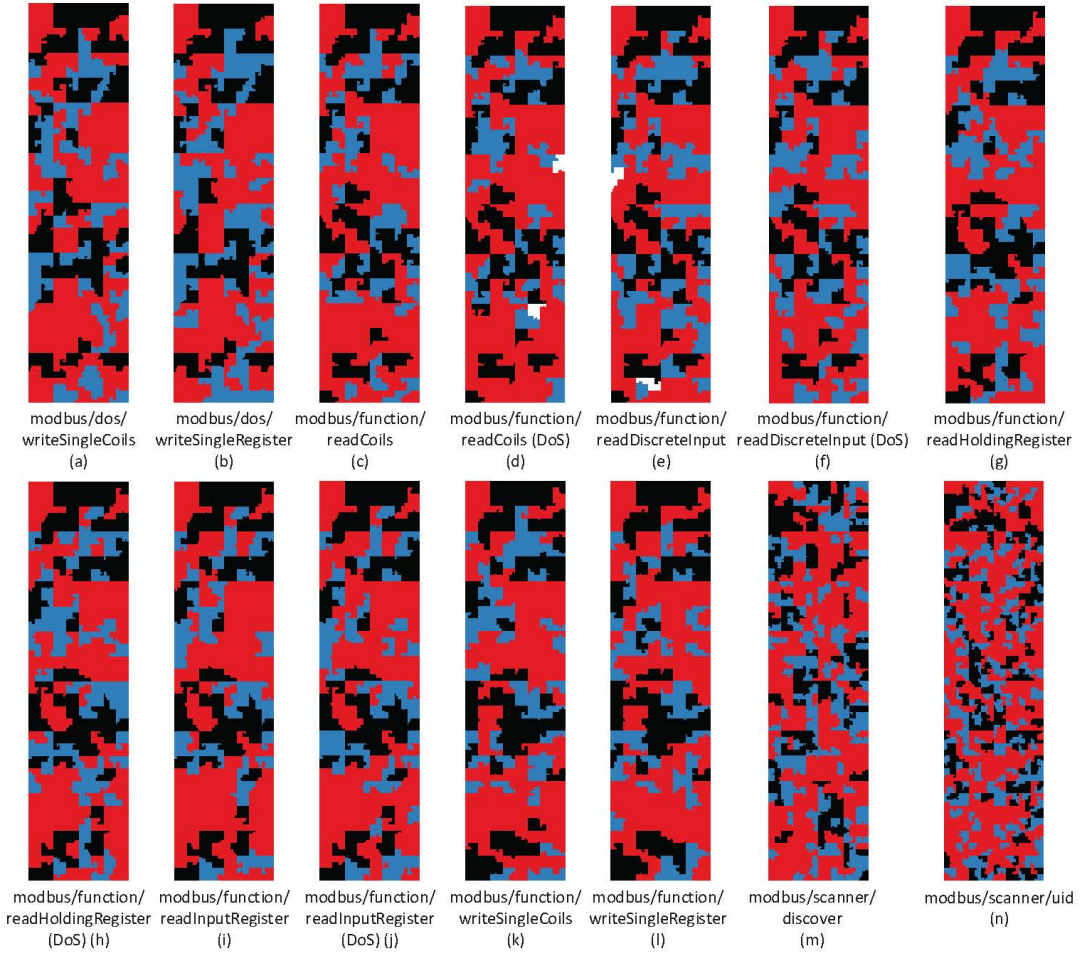 modbus/dos/
writeSingleCoils
(a)
modbus/dos/
writeSingleRegister
(b)
modbus/function/
readCoils
(c)
modbus/function/
readCoils (DoS)
(d)
modbus/function/
readDiscreteInput
(e)
modbus/function/
readDiscreteInput (DoS)
(f)
modbus/function/
readHoldingRegister
(g)
modbus/function/
readHoldingRegister
(DoS) (h)
modbus/function/
readInputRegister
(i)
modbus/function/
readInputRegister
(DoS) (j)
modbus/function/
writeSingleCoils
(k)
modbus/function/
writeSingleRegister
(l)
modbus/scanner/
discover
(m)
modbus/scanner/uid
(n)